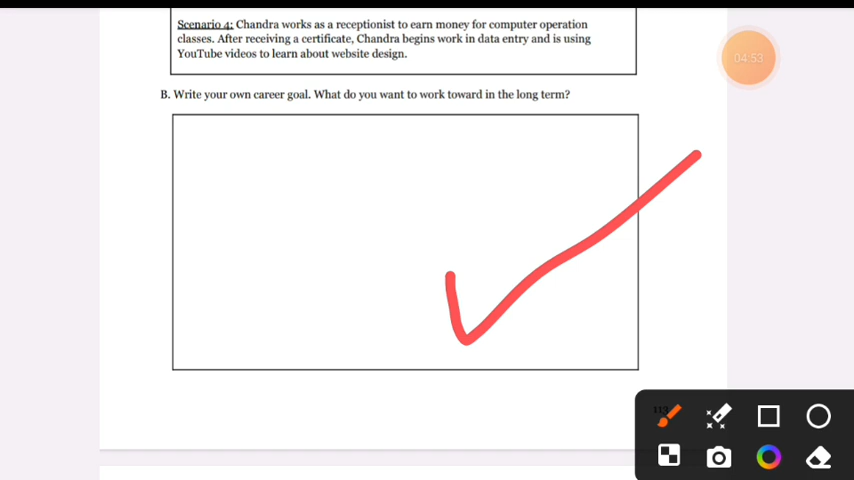 Scenario 4: Chandra works as a receptionist to earn money for computer operation
classes. After receiving a certificate, Chandra begins work in data entry and is using
YouTube videos to learn about website design.
04:53
B. Write your own career goal. What do you want to work toward in the long term?
113